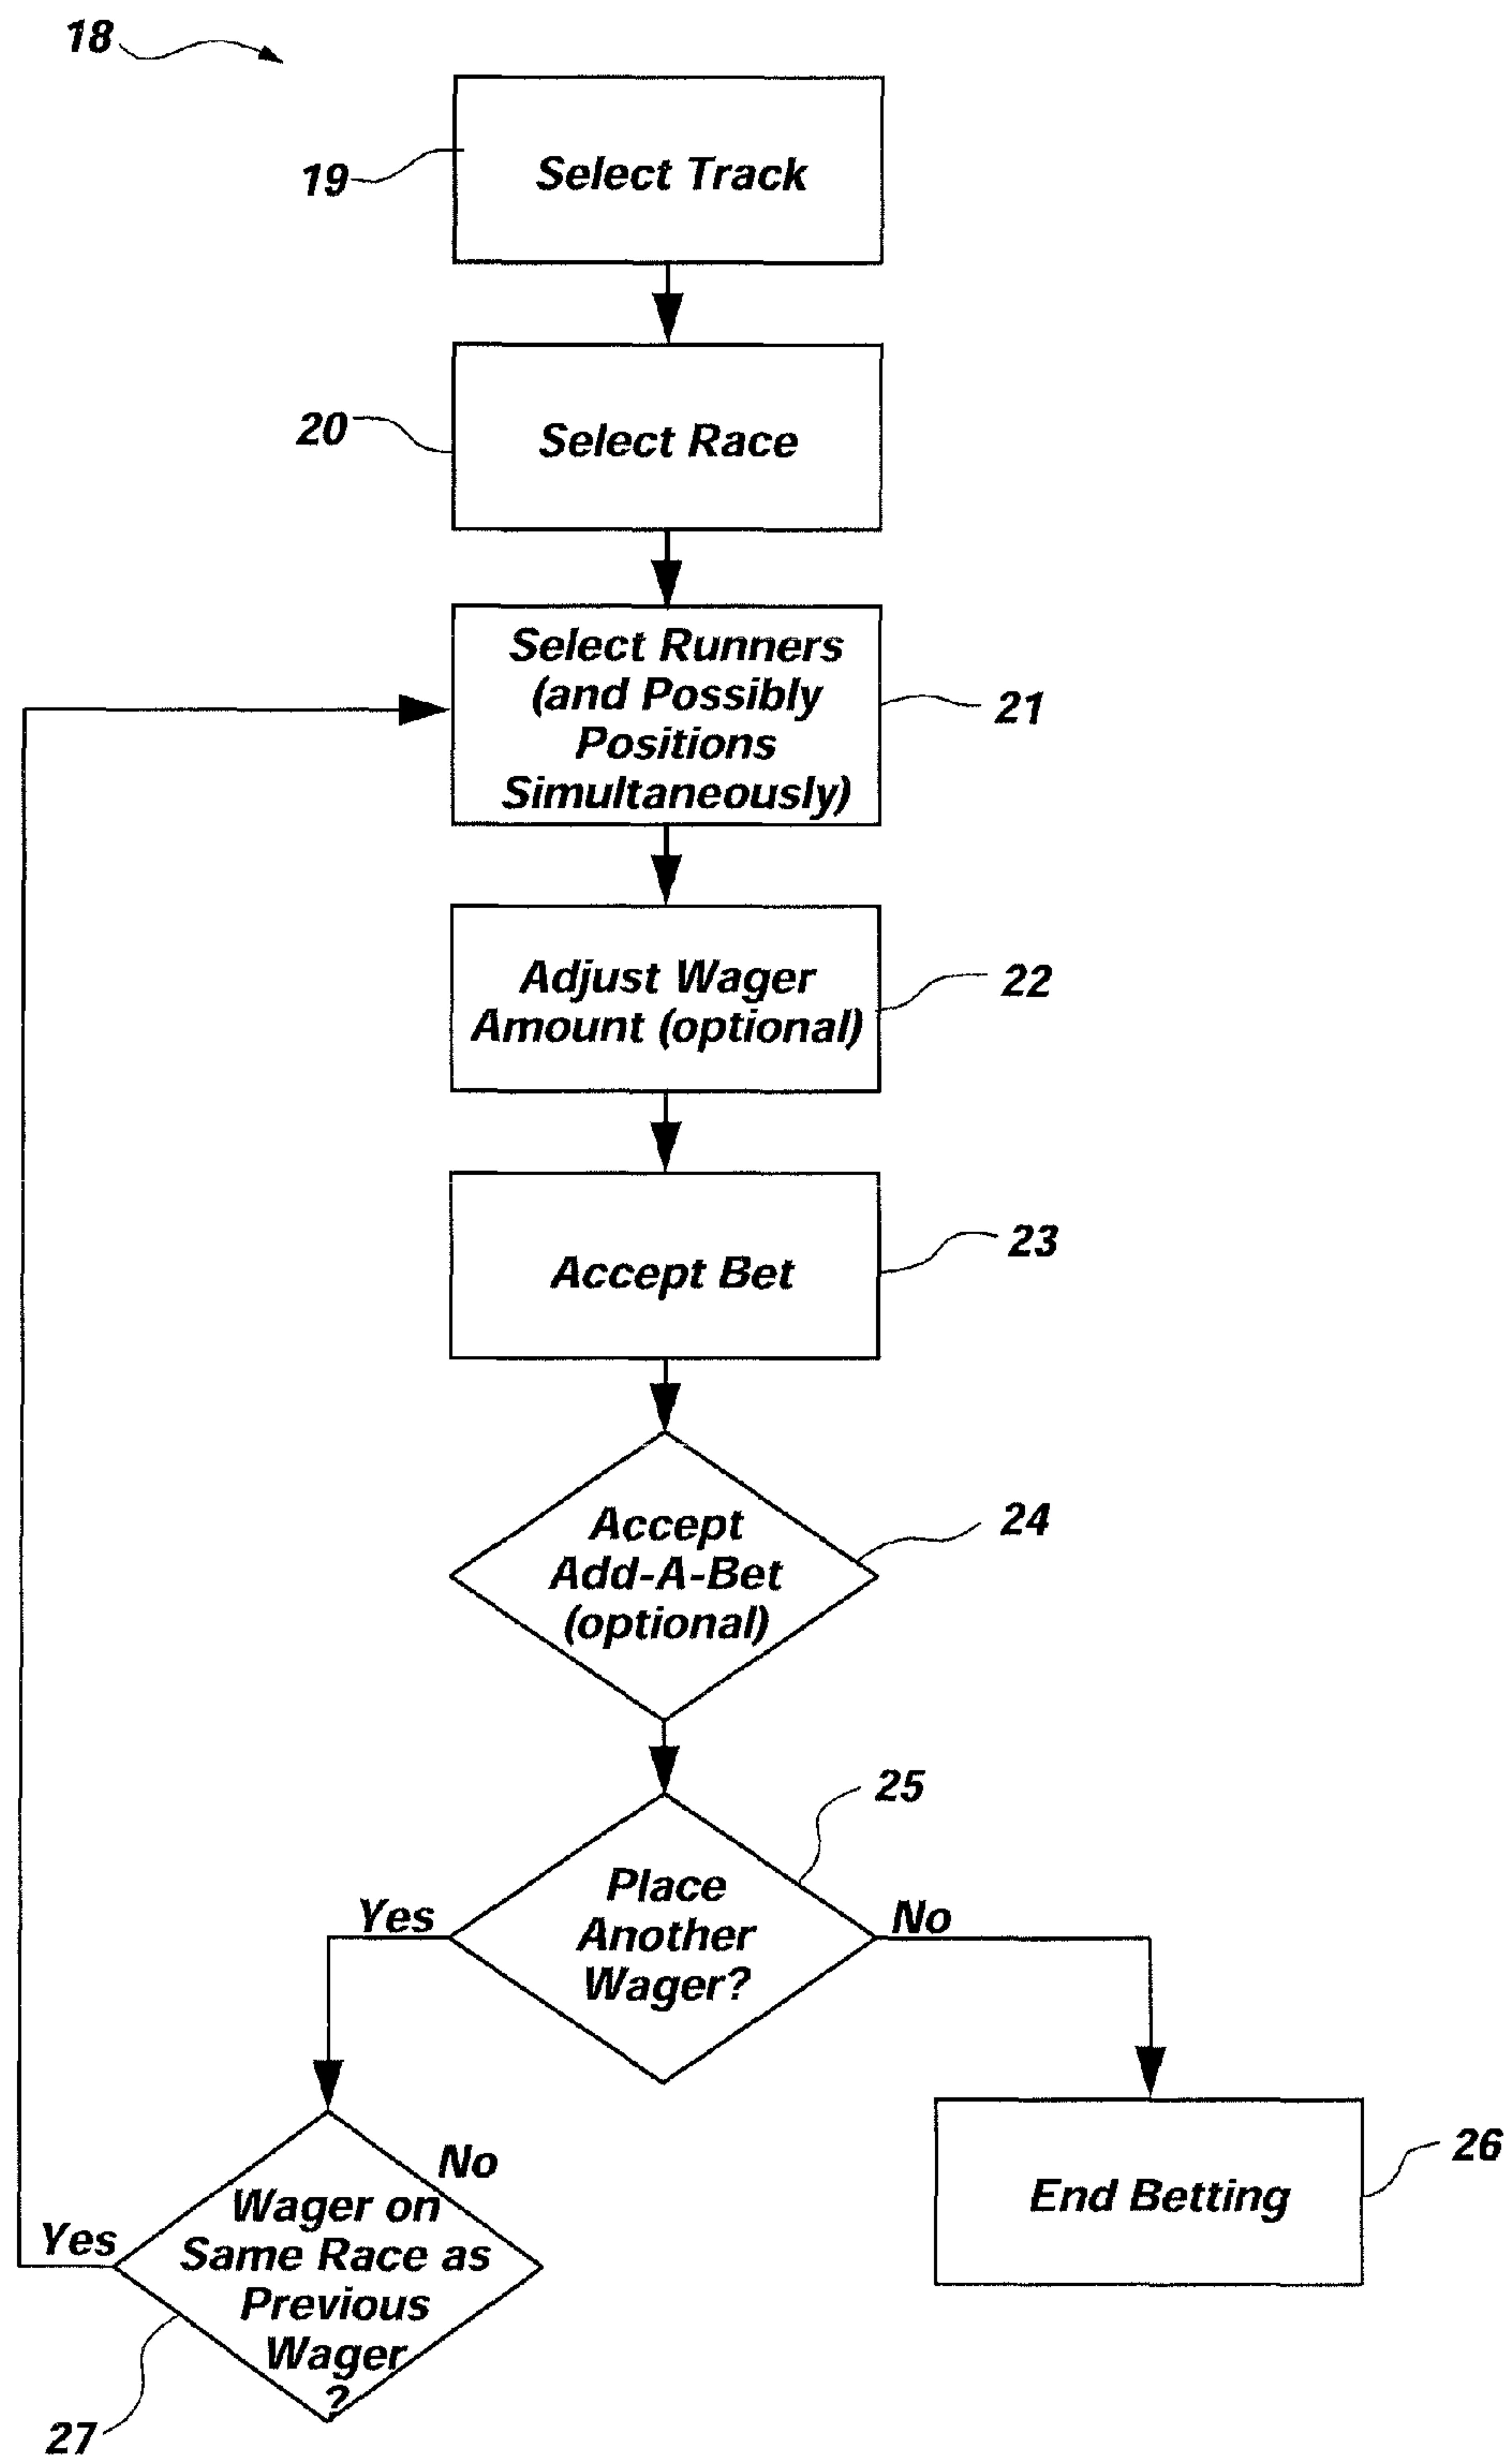 18
19
Select Track
20
Select Race
Select Runners
(and Possibly
Positions
Simultaneously)
21
Adjust Wager
Amount (optional)
22
Accept Bet
23
Accept
Add-A-Bet
(optional)
24
25
Place
Another
Wager?
Yes
No
No
Yes
Wager on
Same Race as
Previous
Wager
?
27
End Betting
26